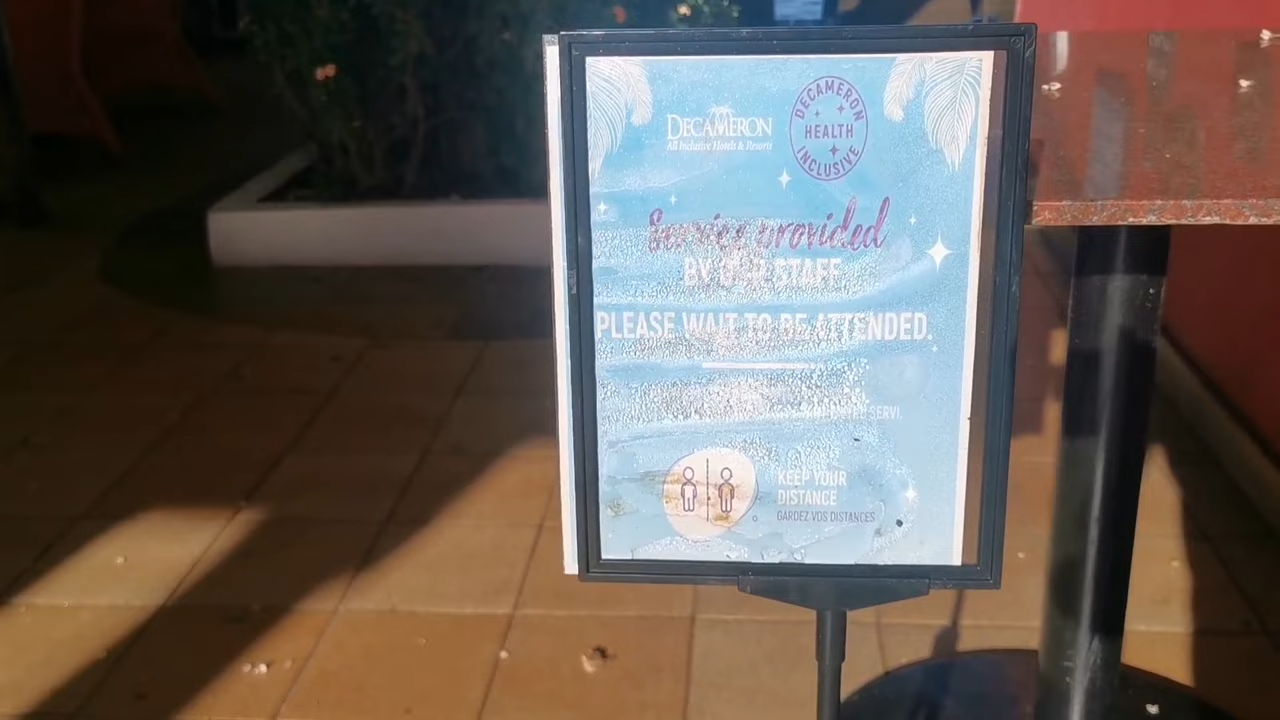 DECAMERON
All Inclusive Hotels & Resorts
DECAMERON
HEALTH
INCLUSIVE
Service provided
BY OUR STAFF
PLEASE WAIT TO BE ATTENDED.
SERVI.
KEEP YOUR
DISTANCE
GARDEZ VOS DISTANCES